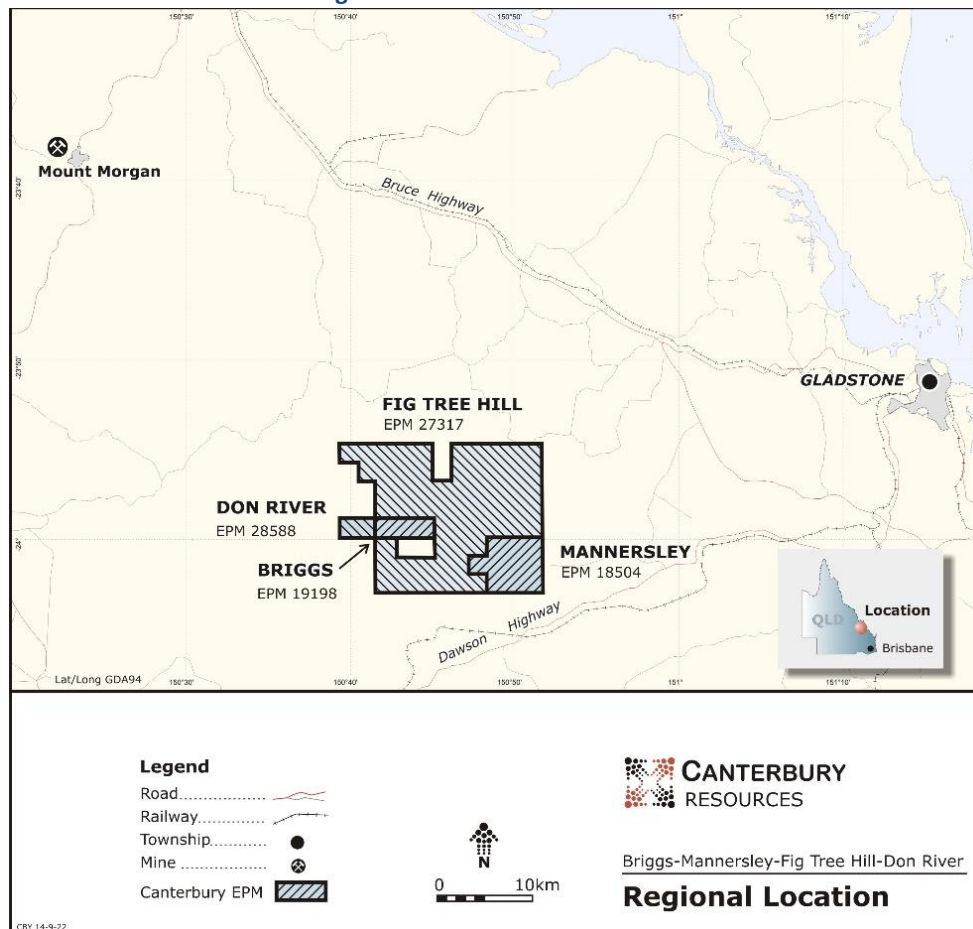 g
150°30'
150°40'
150°50'
151°
151°10'
Mount Morgan
-23°40'
Bruce Highway
-23°50'
GLADSTONE
FIG TREE HILL
EPM 27317
DON RIVER
EPM 28588
-24°
BRIGGS
EPM 19198
MANNERSLEY
EPM 18504
Dawson Highway
QLD
Location
Brisbane
Lat/Long GDA94
150°30'
150°40'
150°50'
151°
151°10'
Legend
Road
Railway
Township
Mine
Canterbury EPM
N
0 10km
CANTERBURY
RESOURCES
Briggs-Mannersley-Fig Tree Hill-Don River
Regional Location
CBY 14-9-22